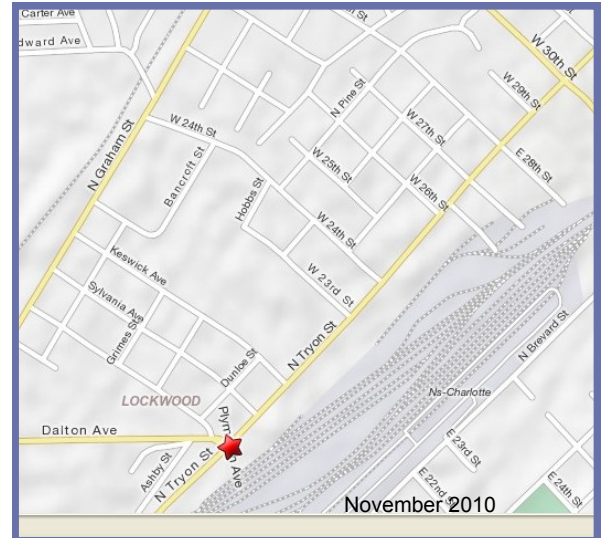 Carter Ave
dward Ave
th St
W 30th St
W 29th St
N Pine St
W 27th St
W 24th St
N Graham St
E 28th St
W 25th St
Bancroft St
W 26th St
Hobbs St
W 24th St
Keswick Ave
W 23rd St
Sylvania Ave
N Brevard St
Grimes St
N Tryon St
Dunloe St
Ns-Charlotte
LOCKWOOD
Dalton Ave
Ashby St
N Tryon St
E 23rd St
E 22nd St
E 24th St
November 2010